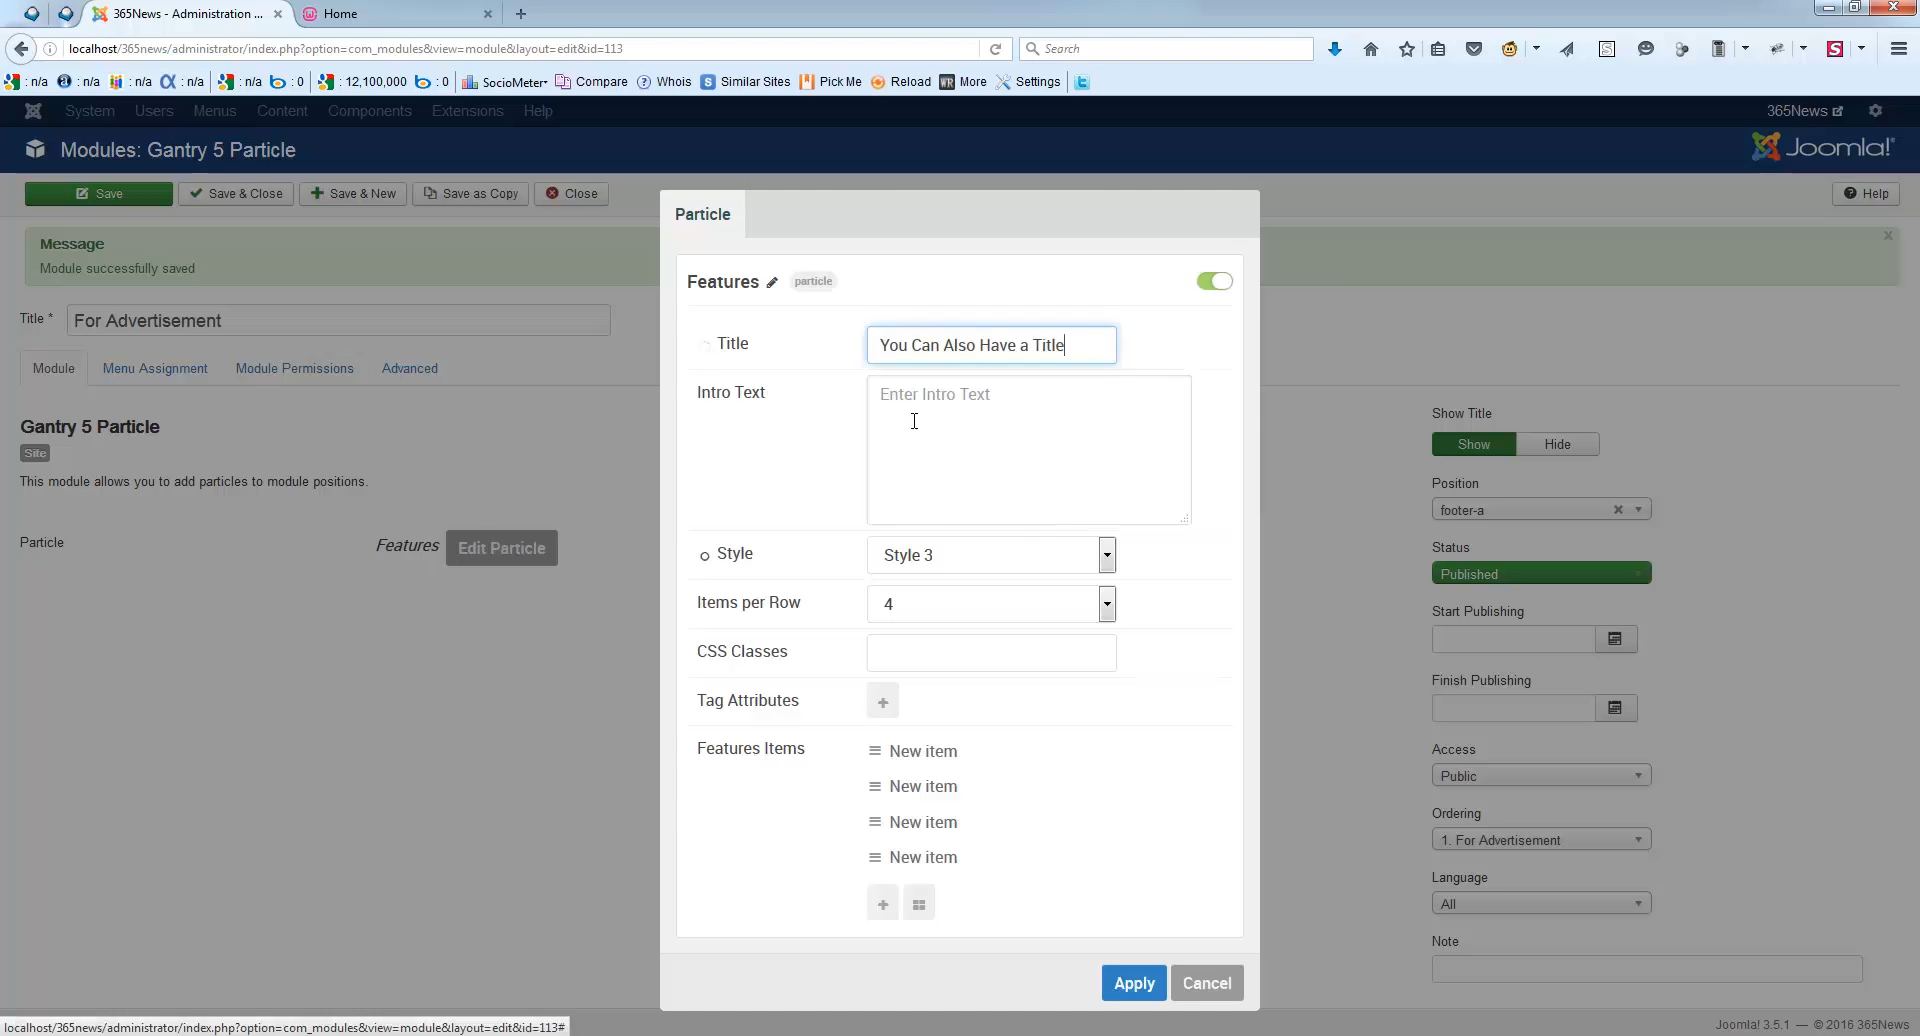 365News - Administration ...
Home
localhost/365news/administrator/index.php?option=com_modules&view=module&layout=edit&id=113
Search
: n/a : n/a : n/a : n/a : n/a : 0 : 12,100,000 : 0 SocioMeter Compare Whois Similar Sites Pick Me Reload More Settings
System Users Menus Content Components Extensions Help
365News
Modules: Gantry 5 Particle
Joomla!
Save
Save & Close
Save & New
Save as Copy
Close
Help
Message
Module successfully saved
Title * For Advertisement
Module Menu Assignment Module Permissions Advanced
Gantry 5 Particle
Site
This module allows you to add particles to module positions.
Particle Features Edit Particle
Particle
Features particle
Title You Can Also Have a Title
Intro Text Enter Intro Text
Style Style 3
Items per Row 4
CSS Classes
Tag Attributes +
Features Items New item
New item
New item
New item
+
Apply Cancel
Show Title
Show Hide
Position
footer-a
Status
Published
Start Publishing
Finish Publishing
Access
Public
Ordering
1. For Advertisement
Language
All
Note
localhost/365news/administrator/index.php?option=com_modules&view=module&layout=edit&id=113#
Joomla! 3.5.1 — © 2016 365News